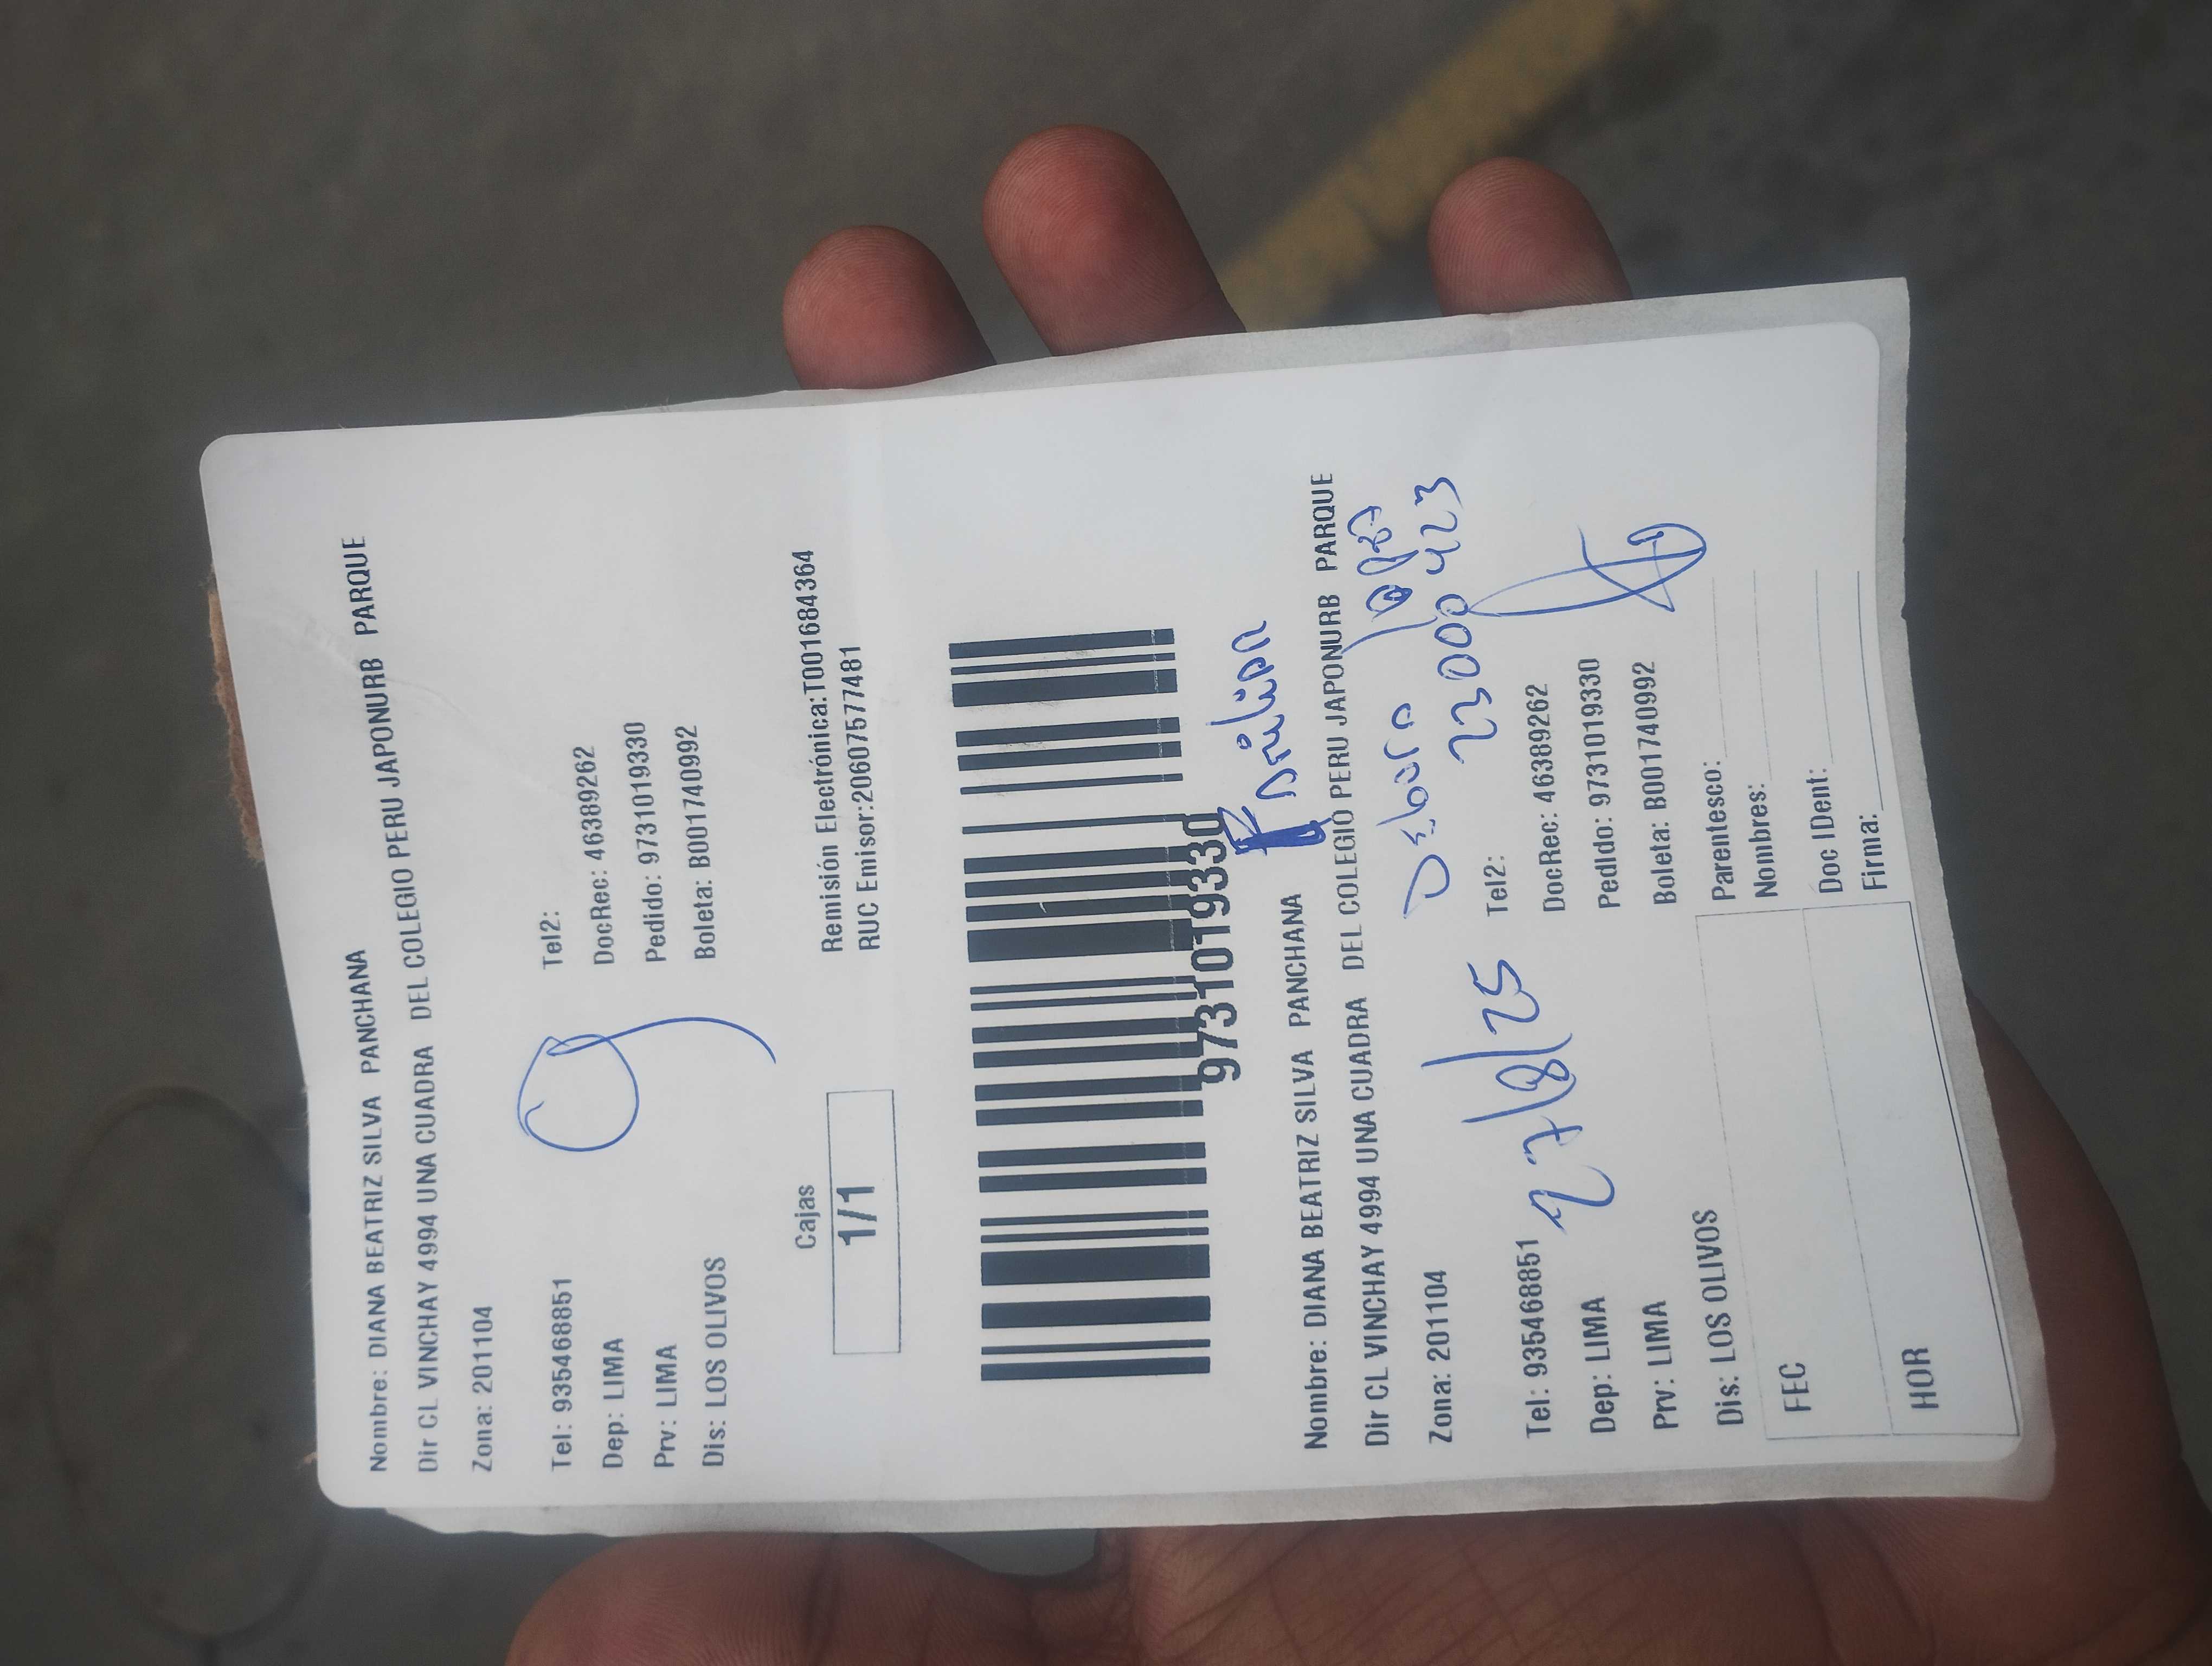 Nombre: DIANA BEATRIZ SILVA PANCHANA
Dir CL VINCHAY 4994 UNA CUADRA DEL COLEGIO PERU JAPONURB PARQUE
Zona: 201104
Tel: 935468851 Tel2:
Dep: LIMA DocRec: 46389262
Prv: LIMA Pedido: 9731019330
Dis: LOS OLIVOS Boleta: B001740992
Cajas
1/1
Remisión Electrónica:T001684364
RUC Emisor:20607577481
Nombre: DIANA BEATRIZ SILVA PANCHANA
Dir CL VINCHAY 4994 UNA CUADRA DEL COLEGIO PERU JAPONURB PARQUE
Debora
23000423
Zona: 201104
27/8/25
Tel: 935468851 Tel2:
Dep: LIMA DocRec: 46389262
Prv: LIMA Pedido: 9731019330
Dis: LOS OLIVOS Boleta: B001740992
FEC
HOR
Parentesco:
Nombres:
Doc IDent:
Firma: